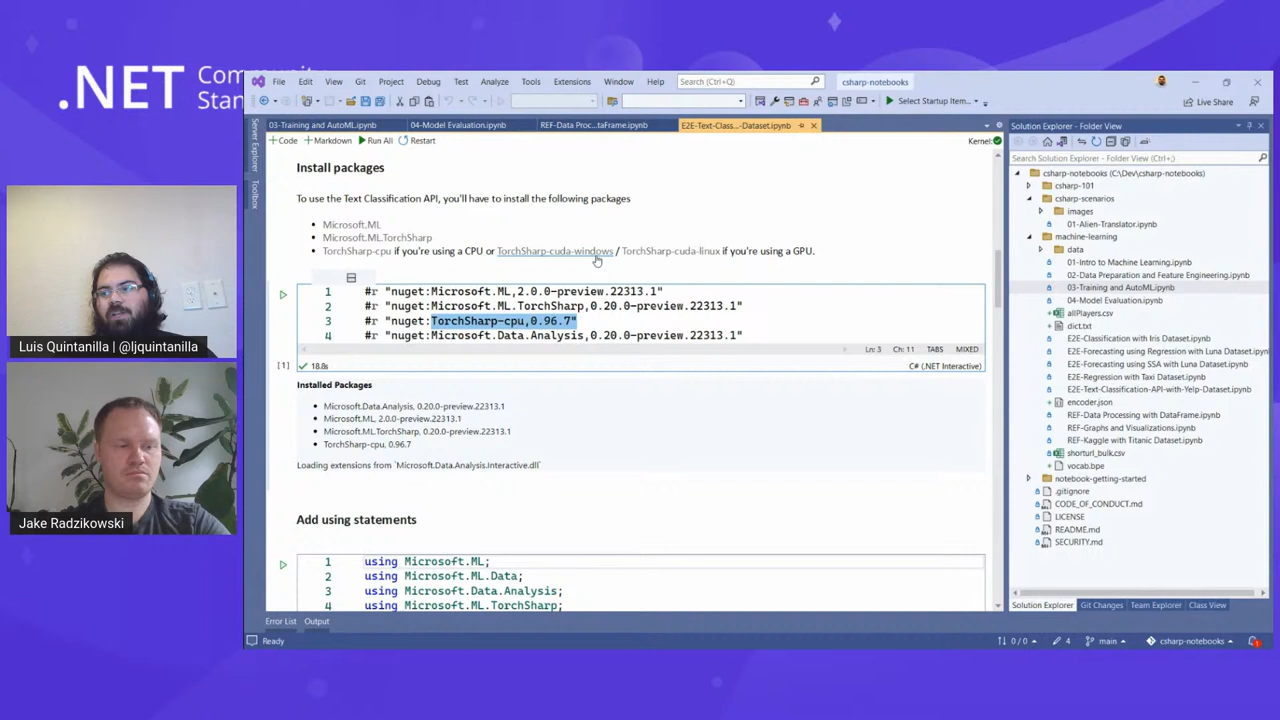 .NET Community
Stan
File Edit View Git Project Debug Test Analyze Tools Extensions Window Help Search (Ctrl+Q) csharp-notebooks
Select Startup Item... Live Share
03-Training and AutoML.ipynb 04-Model Evaluation.ipynb REF-Data Proc...taFrame.ipynb E2E-Text-Class...-Dataset.ipynb
+ Code + Markdown Run All Restart Kernel:
Server Explorer
Toolbox
Install packages
To use the Text Classification API, you'll have to install the following packages
Microsoft.ML
Microsoft.ML.TorchSharp
TorchSharp-cpu if you're using a CPU or TorchSharp-cuda-windows / TorchSharp-cuda-linux if you're using a GPU.
1 #r "nuget:Microsoft.ML,2.0.0-preview.22313.1"
2 #r "nuget:Microsoft.ML.TorchSharp,0.20.0-preview.22313.1"
3 #r "nuget:TorchSharp-cpu,0.96.7"
4 #r "nuget:Microsoft.Data.Analysis,0.20.0-preview.22313.1"
Ln: 3 Ch: 11 TABS MIXED
[1] 18.8s C# (.NET Interactive)
Installed Packages
Microsoft.Data.Analysis, 0.20.0-preview.22313.1
Microsoft.ML, 2.0.0-preview.22313.1
Microsoft.ML.TorchSharp, 0.20.0-preview.22313.1
TorchSharp-cpu, 0.96.7
Loading extensions from `Microsoft.Data.Analysis.Interactive.dll`
Add using statements
1 using Microsoft.ML;
2 using Microsoft.ML.Data;
3 using Microsoft.Data.Analysis;
4 using Microsoft.ML.TorchSharp;
Error List Output
Ready 0 / 0 4 main csharp-notebooks 1
Solution Explorer - Folder View
Search Solution Explorer - Folder View (Ctrl+;)
csharp-notebooks (C:\Dev\csharp-notebooks)
csharp-101
csharp-scenarios
images
01-Alien-Translator.ipynb
machine-learning
data
01-Intro to Machine Learning.ipynb
02-Data Preparation and Feature Engineering.ipynb
03-Training and AutoML.ipynb
04-Model Evaluation.ipynb
allPlayers.csv
dict.txt
E2E-Classification with Iris Dataset.ipynb
E2E-Forecasting using Regression with Luna Dataset.ipynb
E2E-Forecasting using SSA with Luna Dataset.ipynb
E2E-Regression with Taxi Dataset.ipynb
E2E-Text-Classification-API-with-Yelp-Dataset.ipynb
encoder.json
REF-Data Processing with DataFrame.ipynb
REF-Graphs and Visualizations.ipynb
REF-Kaggle with Titanic Dataset.ipynb
shorturl_bulk.csv
vocab.bpe
notebook-getting-started
.gitignore
CODE_OF_CONDUCT.md
LICENSE
README.md
SECURITY.md
Solution Explorer Git Changes Team Explorer Class View
Luis Quintanilla | @ljquintanilla
Jake Radzikowski